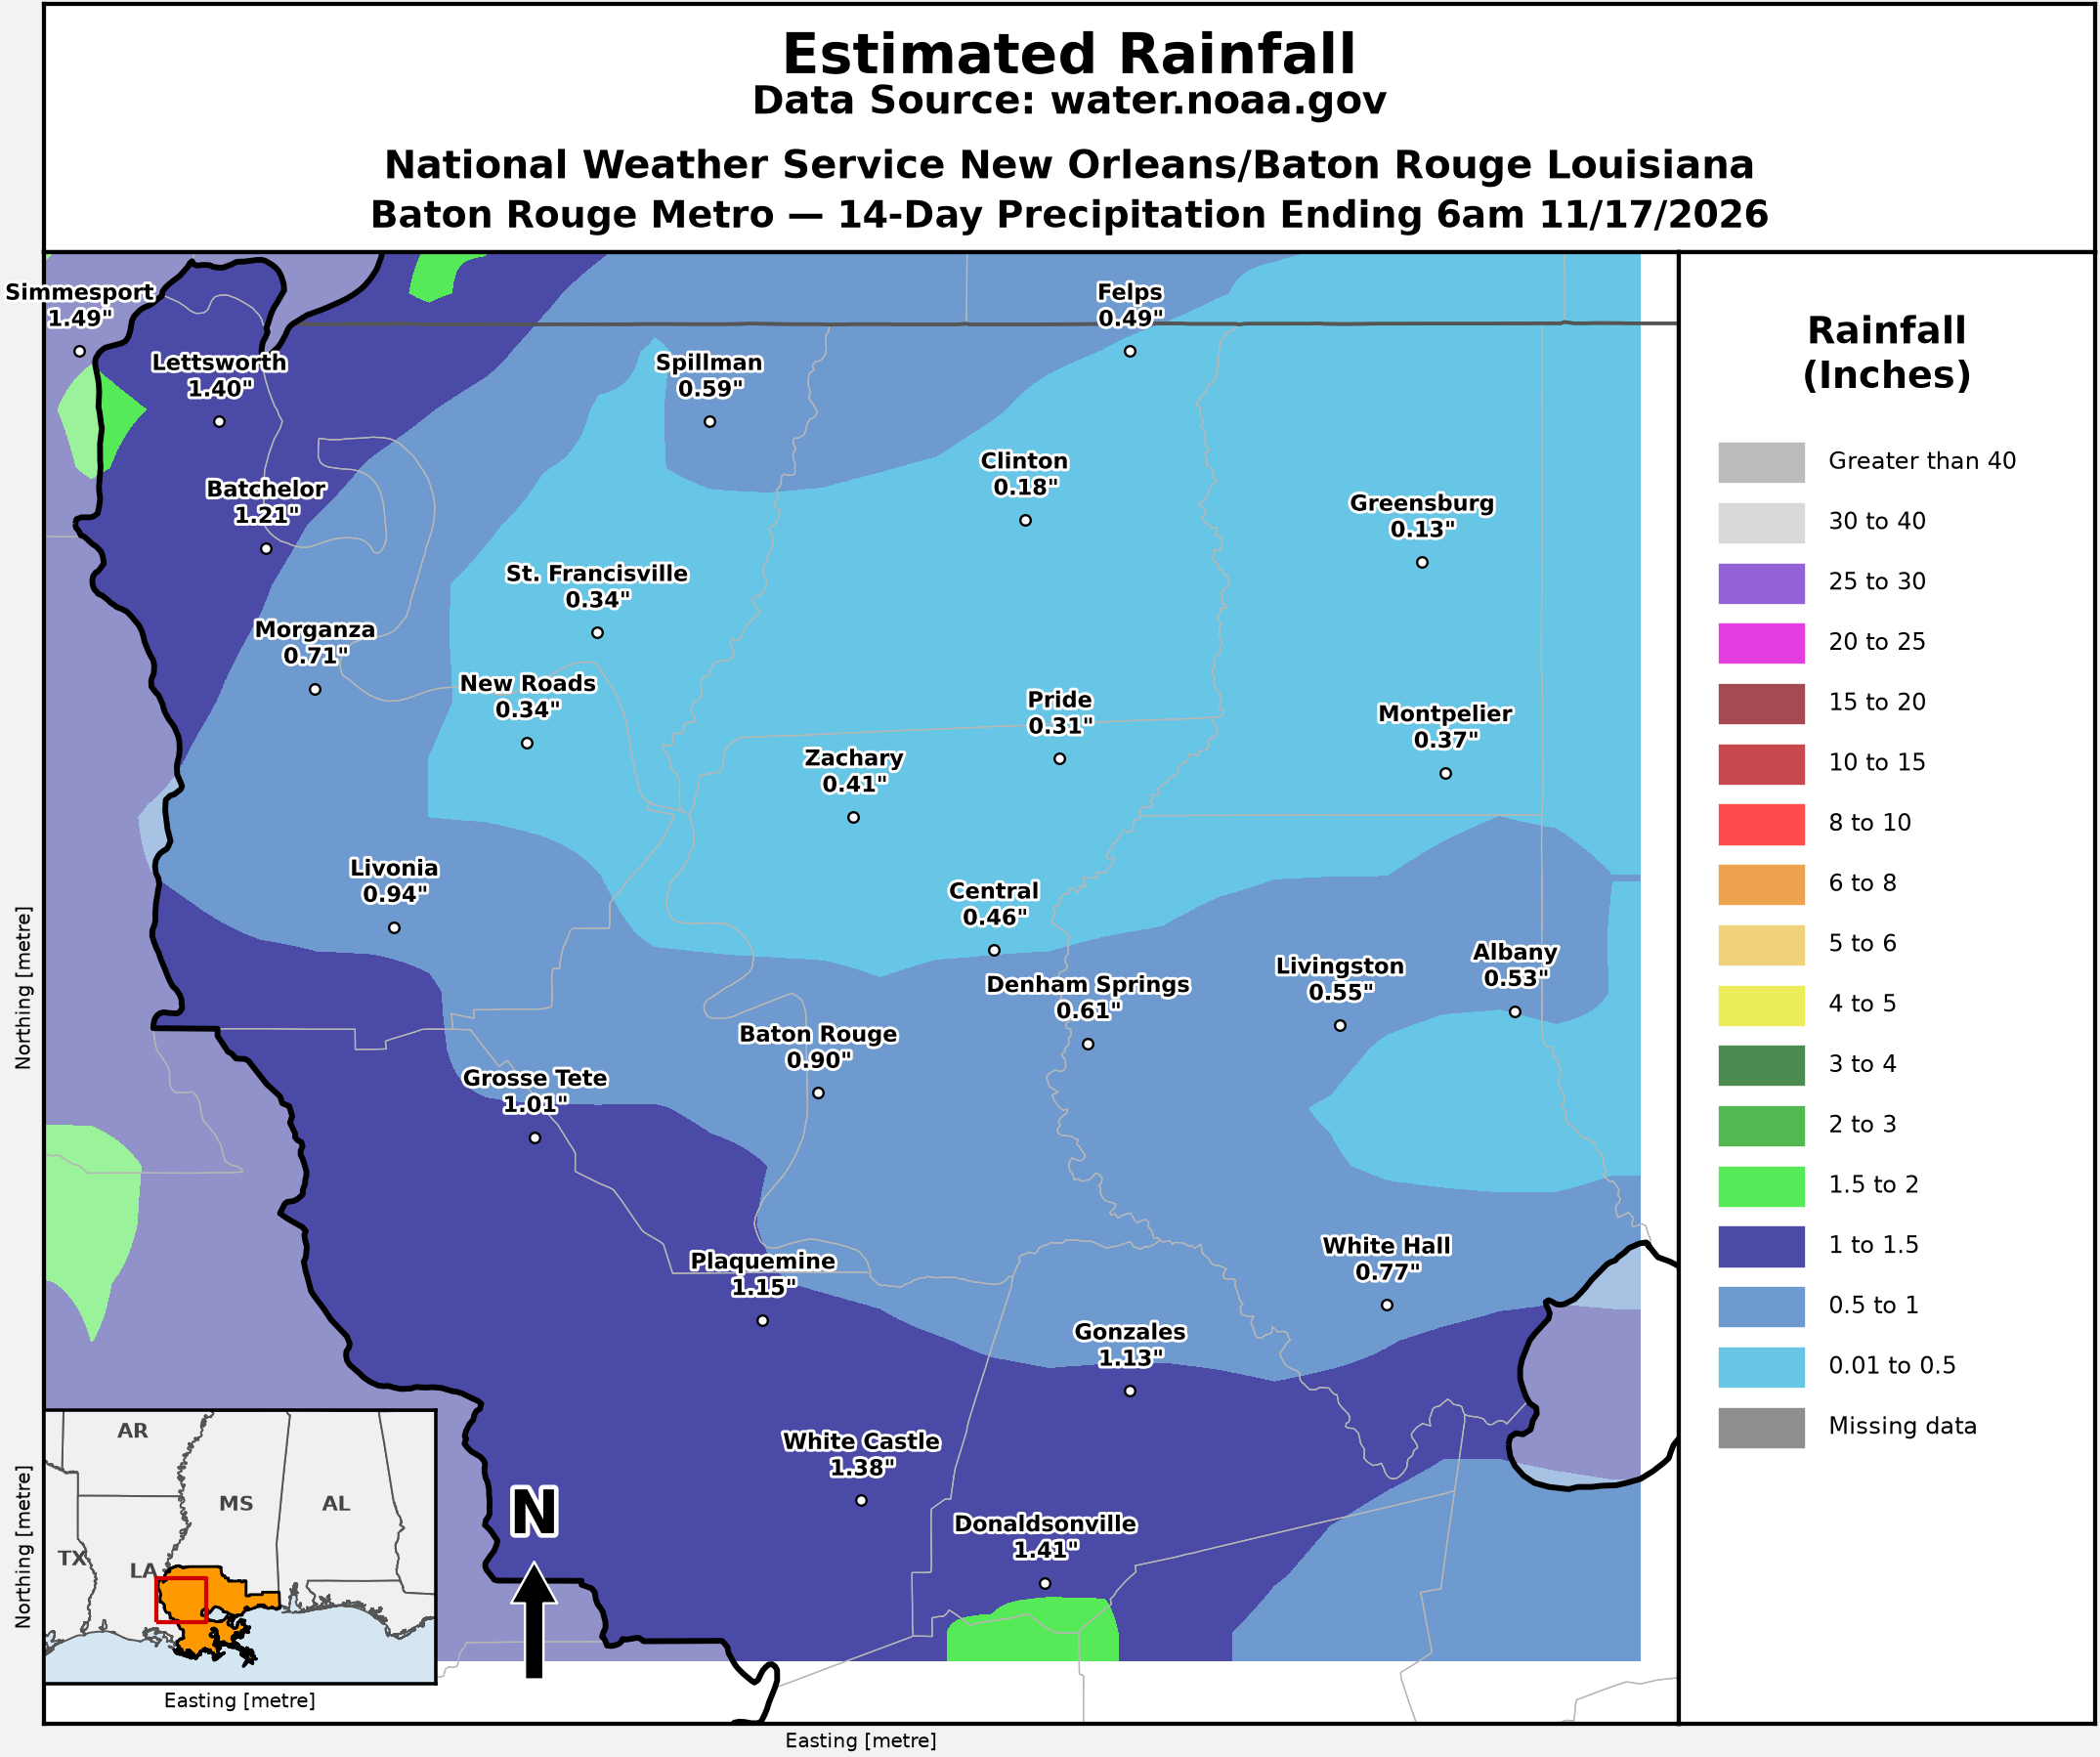 Estimated Rainfall
Data Source: water.noaa.gov
National Weather Service New Orleans/Baton Rouge Louisiana
Baton Rouge Metro — 14-Day Precipitation Ending 6am 11/17/2026
Simmesport
1.49"
Lettsworth
1.40"
Batchelor
1.21"
Morganza
0.71"
Livonia
0.94"
St. Francisville
0.34"
New Roads
0.34"
Spillman
0.59"
Felps
0.49"
Clinton
0.18"
Greensburg
0.13"
Pride
0.31"
Montpelier
0.37"
Zachary
0.41"
Central
0.46"
Denham Springs
0.61"
Livingston
0.55"
Albany
0.53"
Baton Rouge
0.90"
Grosse Tete
1.01"
Plaquemine
1.15"
White Hall
0.77"
Gonzales
1.13"
White Castle
1.38"
Donaldsonville
1.41"
N
AR
MS
AL
TX
LA
Easting [metre]
Northing [metre]
Northing [metre]
Easting [metre]
Rainfall
(Inches)
Greater than 40
30 to 40
25 to 30
20 to 25
15 to 20
10 to 15
8 to 10
6 to 8
5 to 6
4 to 5
3 to 4
2 to 3
1.5 to 2
1 to 1.5
0.5 to 1
0.01 to 0.5
Missing data